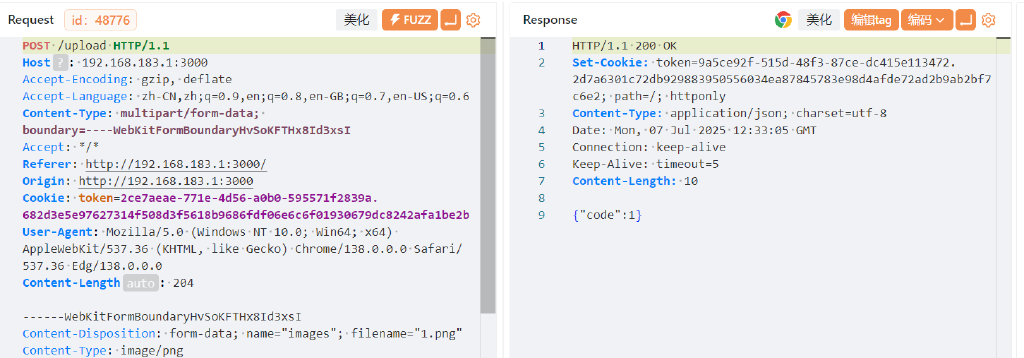 Request id: 48776 美化 FUZZ
POST /upload HTTP/1.1
Host ? : 192.168.183.1:3000
Accept-Encoding: gzip, deflate
Accept-Language: zh-CN,zh;q=0.9,en;q=0.8,en-GB;q=0.7,en-US;q=0.6
Content-Type: multipart/form-data;
boundary=----WebKitFormBoundaryHvSoKFTHx8Id3xsI
Accept: */*
Referer: http://192.168.183.1:3000/
Origin: http://192.168.183.1:3000
Cookie: token=2ce7aeae-771e-4d56-a0b0-595571f2839a.
682d3e5e97627314f508d3f5618b9686fdf06e6c6f01930679dc8242afa1be2b
User-Agent: Mozilla/5.0 (Windows NT 10.0; Win64; x64)
AppleWebKit/537.36 (KHTML, like Gecko) Chrome/138.0.0.0 Safari/
537.36 Edg/138.0.0.0
Content-Length auto : 204
------WebKitFormBoundaryHvSoKFTHx8Id3xsI
Content-Disposition: form-data; name="images"; filename="1.png"
Content-Type: image/png
Response 美化 编辑tag 编码
1 HTTP/1.1 200 OK
2 Set-Cookie: token=9a5ce92f-515d-48f3-87ce-dc415e113472.
2d7a6301c72db929883950556034ea87845783e98d4afde72ad2b9ab2bf7
c6e2; path=/; httponly
3 Content-Type: application/json; charset=utf-8
4 Date: Mon, 07 Jul 2025 12:33:05 GMT
5 Connection: keep-alive
6 Keep-Alive: timeout=5
7 Content-Length: 10
8
9 {"code":1}